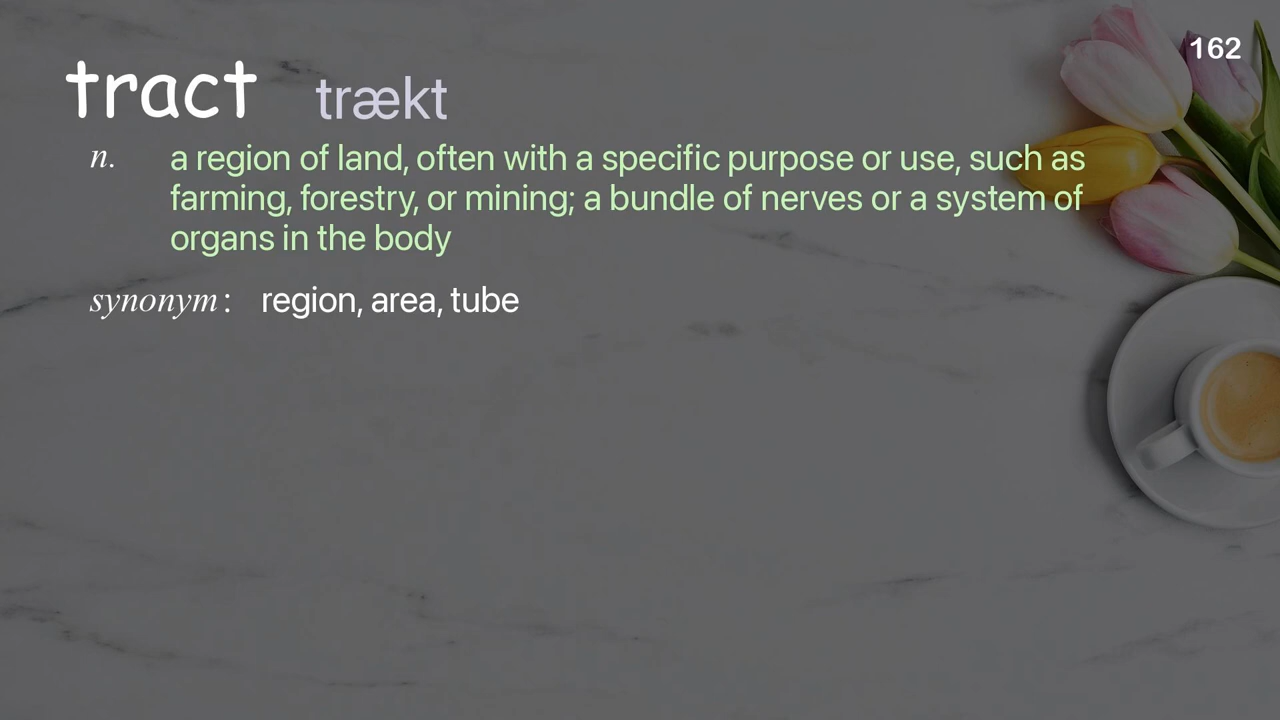 162
tract trækt
n. a region of land, often with a specific purpose or use, such as
farming, forestry, or mining; a bundle of nerves or a system of
organs in the body
synonym: region, area, tube